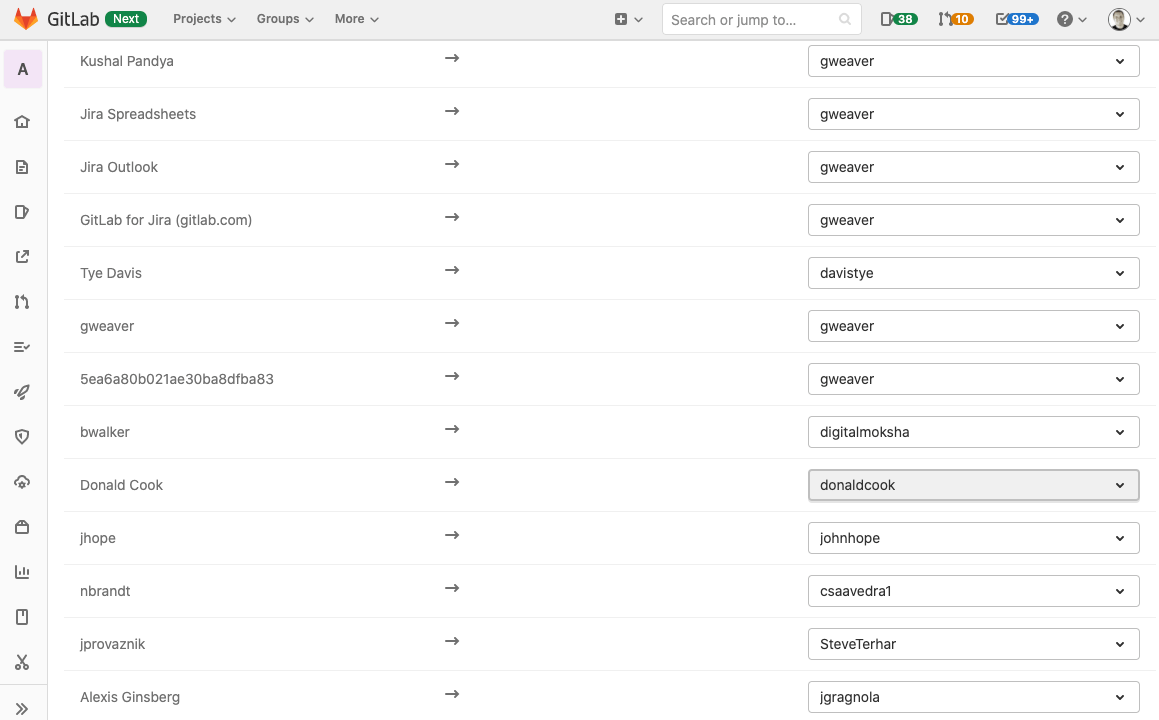 GitLab Next Projects Groups More Search or jump to... 38 10 99+
A
Kushal Pandya → gweaver
Jira Spreadsheets → gweaver
Jira Outlook → gweaver
GitLab for Jira (gitlab.com) → gweaver
Tye Davis → davistye
gweaver → gweaver
5ea6a80b021ae30ba8dfba83 → gweaver
bwalker → digitalmoksha
Donald Cook → donaldcook
jhope → johnhope
nbrandt → csaavedra1
jprovaznik → SteveTerhar
Alexis Ginsberg → jgragnola